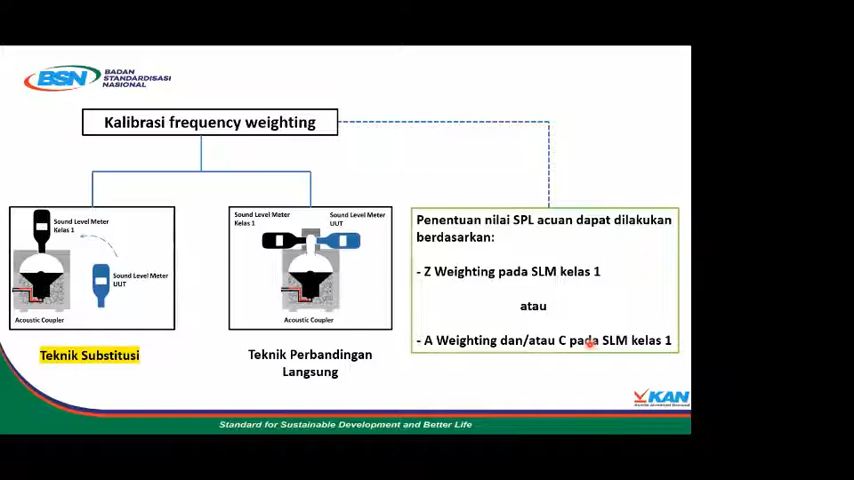 BSN
BADAN
STANDARDISASI
NASIONAL
Kalibrasi frequency weighting
Sound Level Meter
Kelas 1
Sound Level Meter
UUT
Acoustic Coupler
Teknik Substitusi
Sound Level Meter
Kelas 1
Sound Level Meter
UUT
Acoustic Coupler
Teknik Perbandingan
Langsung
Penentuan nilai SPL acuan dapat dilakukan
berdasarkan:
- Z Weighting pada SLM kelas 1
atau
- A Weighting dan/atau C pada SLM kelas 1
KAN
Standard for Sustainable Development and Better Life